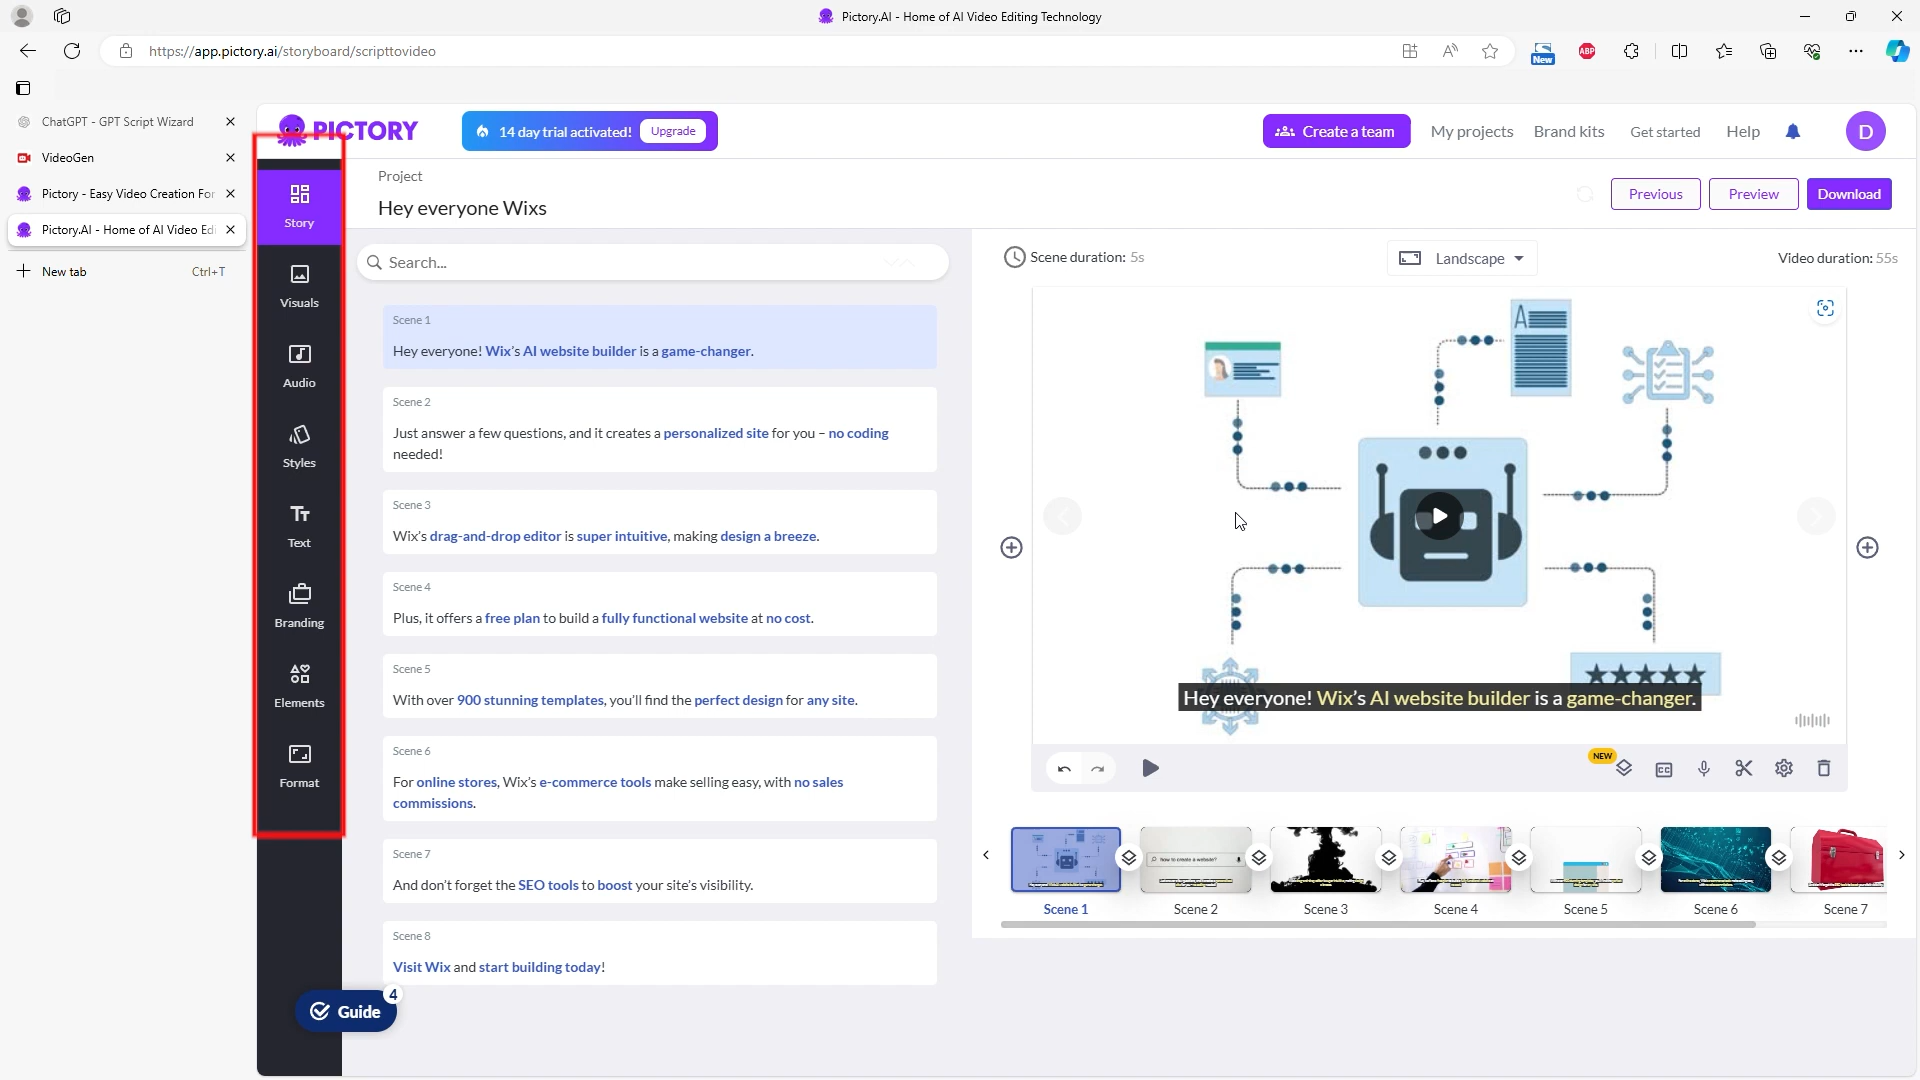 Pictory.AI - Home of AI Video Editing Technology
https://app.pictory.ai/storyboard/scripttovideo
New
ABP
ChatGPT - GPT Script Wizard
VideoGen
Pictory - Easy Video Creation For
Pictory.AI - Home of AI Video Edi
New tab
Ctrl+T
PICTORY
14 day trial activated!
Upgrade
Create a team
My projects
Brand kits
Get started
Help
D
Project
Hey everyone Wixs
Previous
Preview
Download
Story
Visuals
Audio
Styles
Text
Branding
Elements
Format
Guide
4
Search...
Scene 1
Hey everyone! Wix's AI website builder is a game-changer.
Scene 2
Just answer a few questions, and it creates a personalized site for you – no coding
needed!
Scene 3
Wix's drag-and-drop editor is super intuitive, making design a breeze.
Scene 4
Plus, it offers a free plan to build a fully functional website at no cost.
Scene 5
With over 900 stunning templates, you'll find the perfect design for any site.
Scene 6
For online stores, Wix's e-commerce tools make selling easy, with no sales
commissions.
Scene 7
And don't forget the SEO tools to boost your site's visibility.
Scene 8
Visit Wix and start building today!
Scene duration: 5s
Landscape
Video duration: 55s
A
Hey everyone! Wix's AI website builder is a game-changer.
NEW
CC
how to create a website?
Scene 1
Scene 2
Scene 3
Scene 4
Scene 5
Scene 6
Scene 7